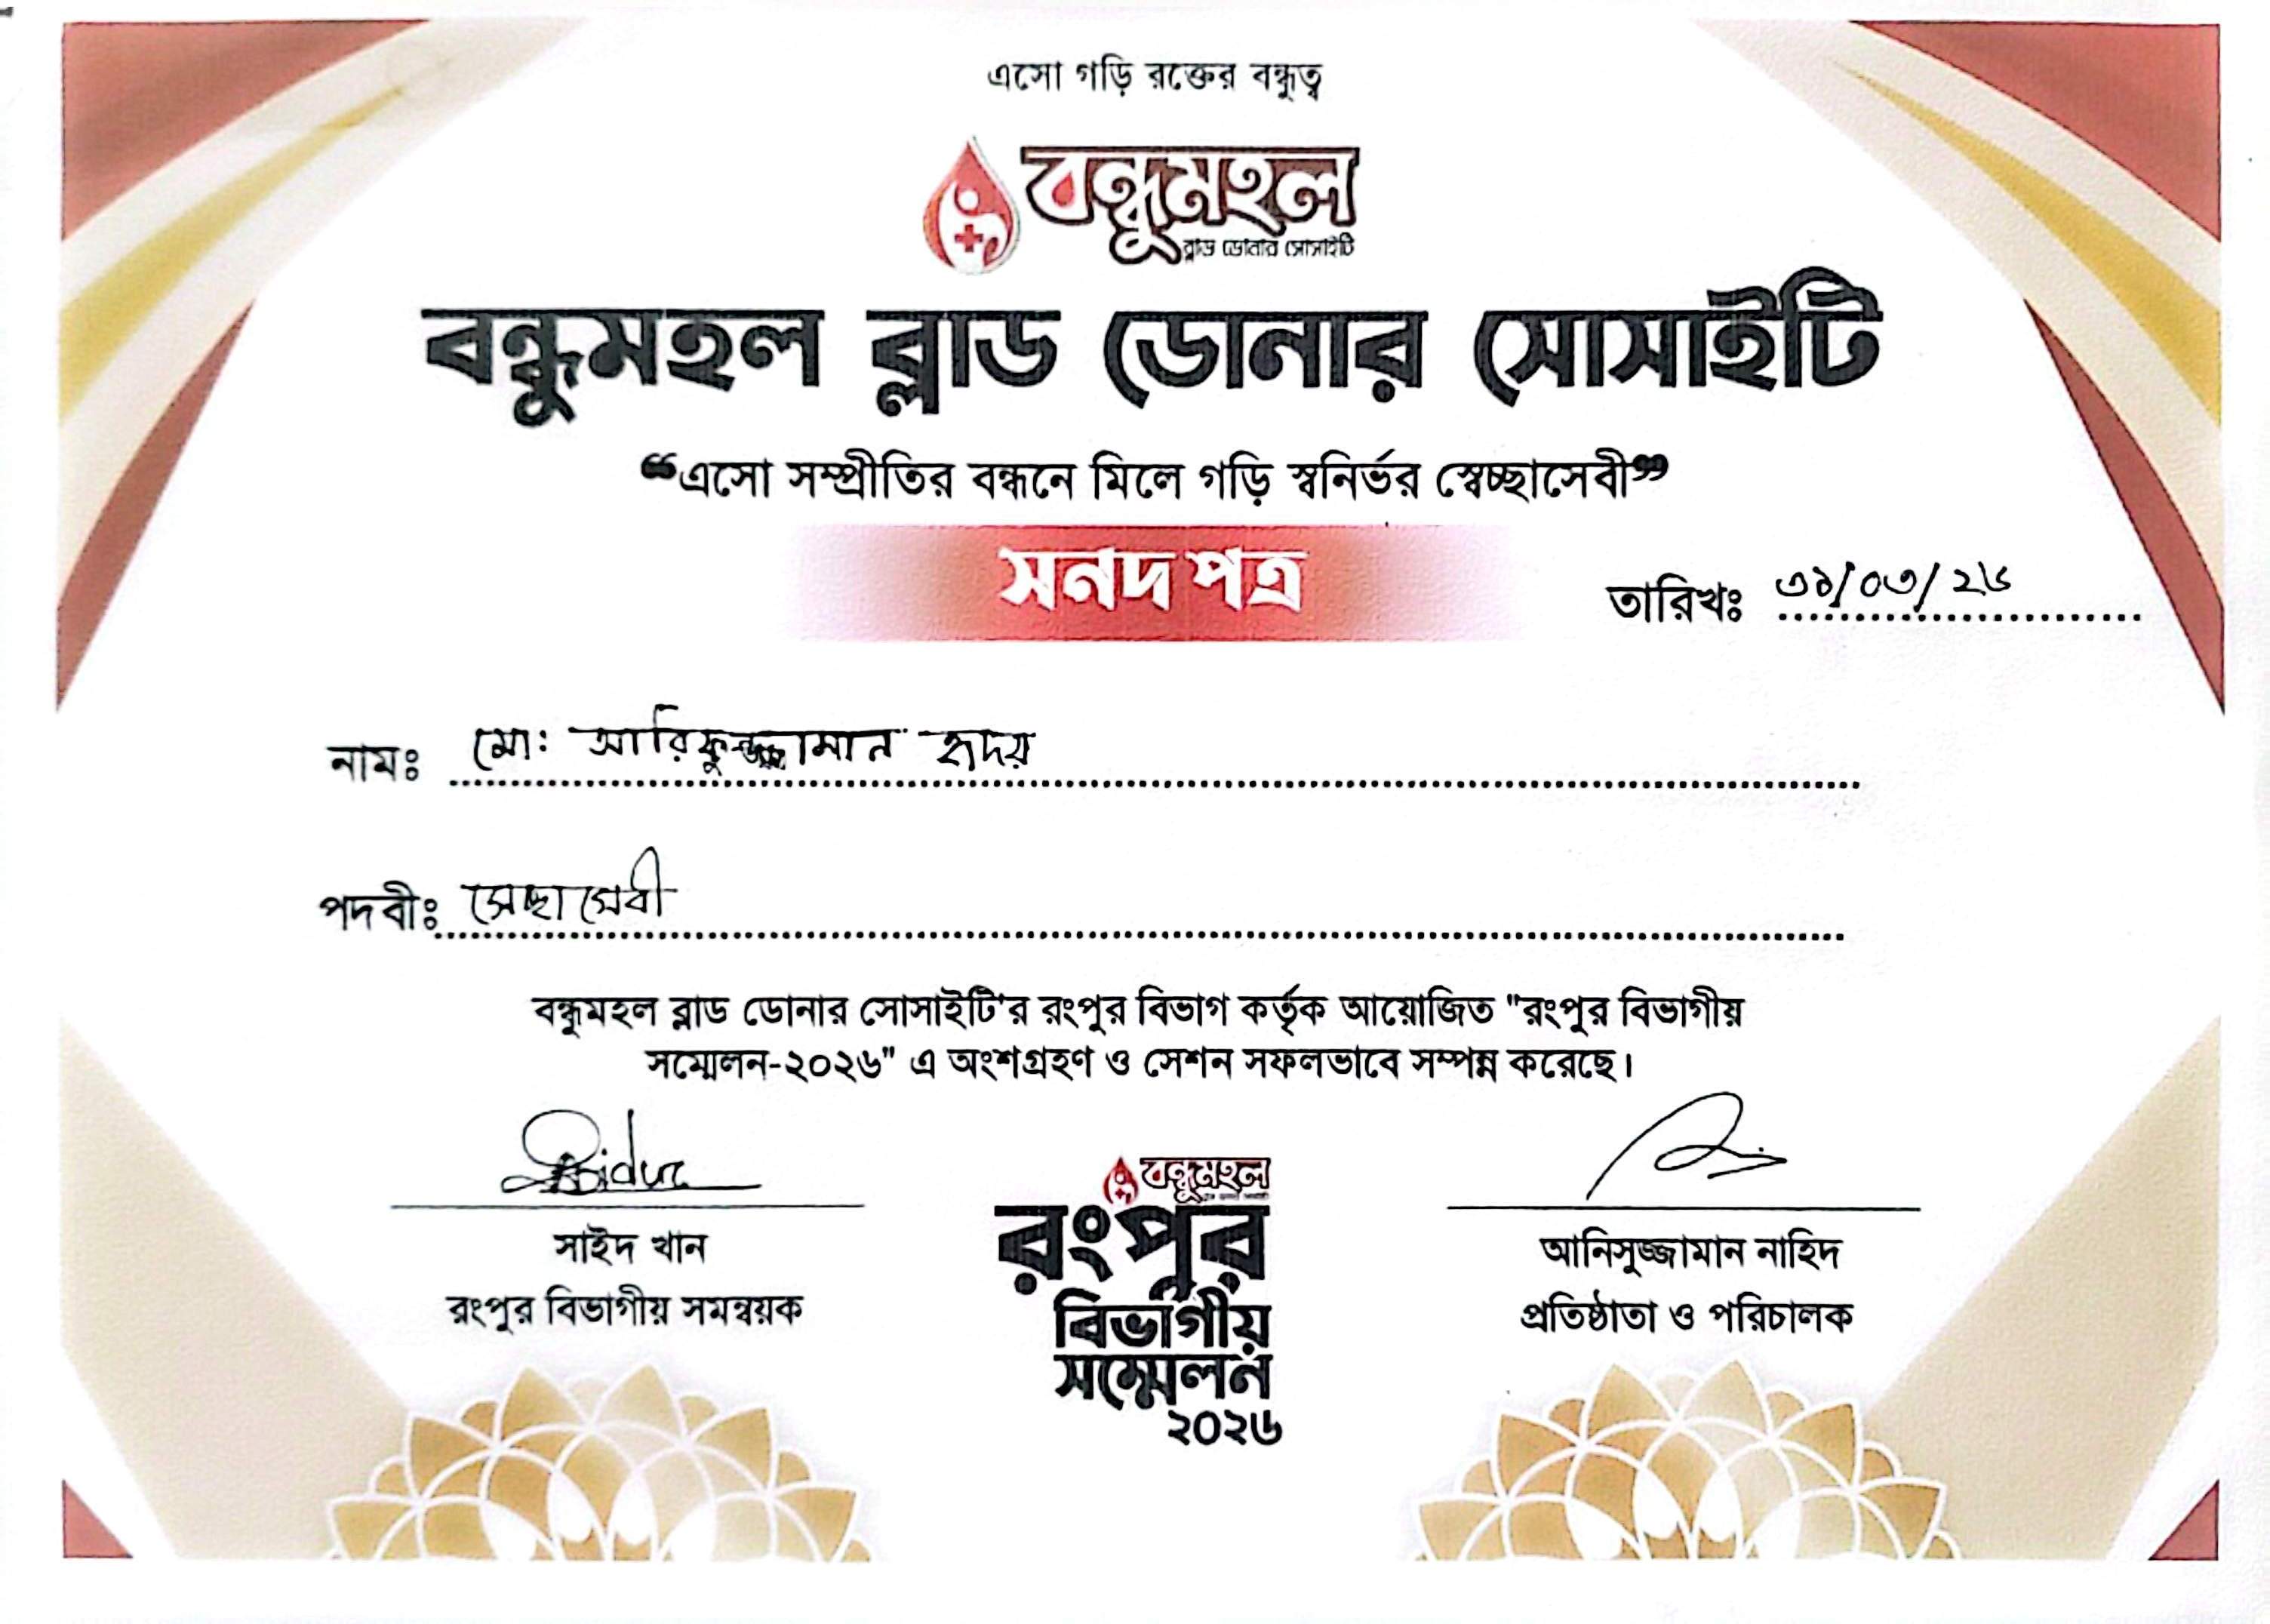 এসো গড়ি রক্তের বন্ধুত্ব
বন্ধুমহল
ব্লাড ডোনার সোসাইটি
বন্ধুমহল ব্লাড ডোনার সোসাইটি
“এসো সম্প্রীতির বন্ধনে মিলে গড়ি স্বনির্ভর স্বেচ্ছাসেবী”
সনদ পত্র
তারিখঃ ৩১/০৩/২৬
নামঃ মো: আরিফুজ্জামান হৃদয়
পদবীঃ সেচ্ছাসেবী
বন্ধুমহল ব্লাড ডোনার সোসাইটি'র রংপুর বিভাগ কর্তৃক আয়োজিত "রংপুর বিভাগীয়
সম্মেলন-২০২৬" এ অংশগ্রহণ ও সেশন সফলভাবে সম্পন্ন করেছে।
সাইদ খান
রংপুর বিভাগীয় সমন্বয়ক
বন্ধুমহল
রংপুর
বিভাগীয়
সম্মেলন
২০২৬
আনিসুজ্জামান নাহিদ
প্রতিষ্ঠাতা ও পরিচালক